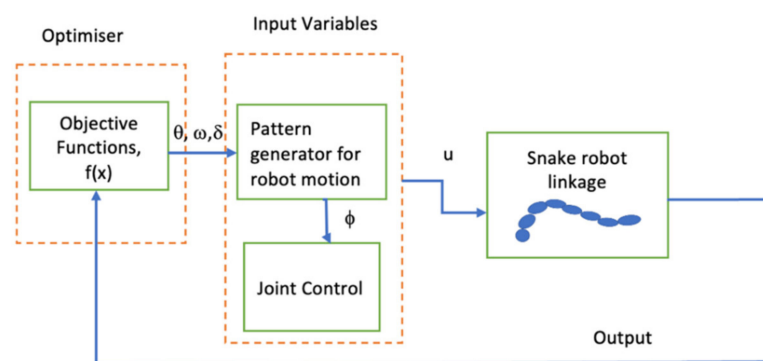 Optimiser
Input Variables
Objective
Functions,
f(x)
θ, ω,δ
Pattern
generator for
robot motion
ϕ
Joint Control
u
Snake robot
linkage
Output